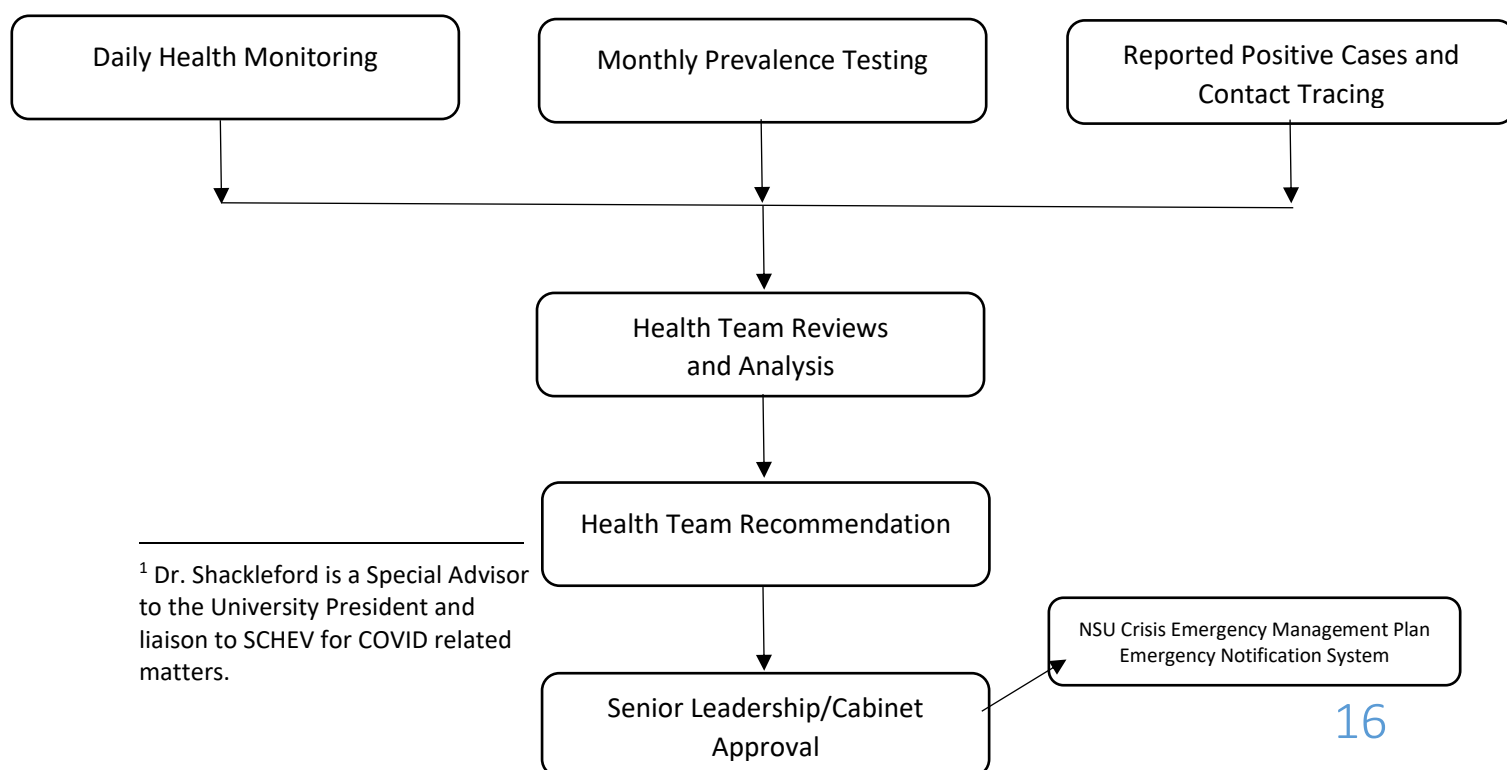 Daily Health Monitoring
Monthly Prevalence Testing
Reported Positive Cases and
Contact Tracing
Health Team Reviews
and Analysis
Health Team Recommendation
¹ Dr. Shackleford is a Special Advisor
to the University President and
liaison to SCHEV for COVID related
matters.
NSU Crisis Emergency Management Plan
Emergency Notification System
Senior Leadership/Cabinet
Approval
16